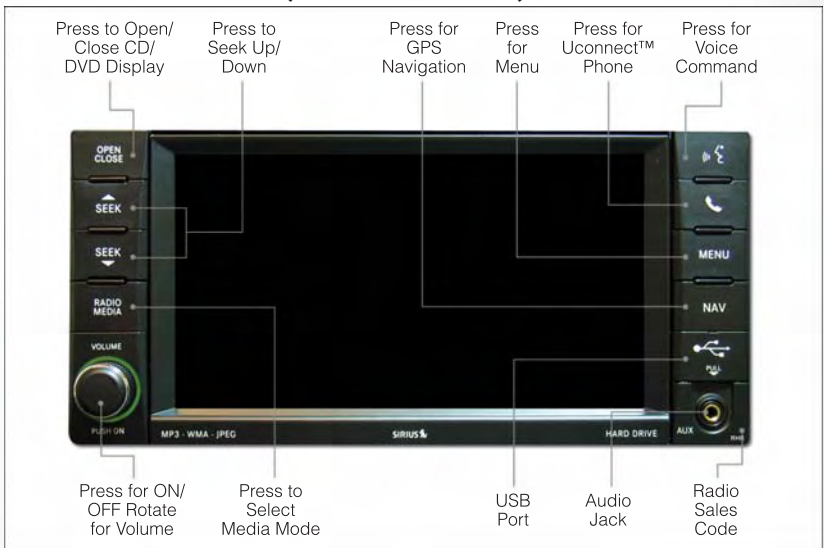 Press to Open/
Close CD/
DVD Display
Press to
Seek Up/
Down
Press for
GPS
Navigation
Press
for
Menu
Press for
Uconnect™
Phone
Press for
Voice
Command
OPEN
CLOSE
SEEK
SEEK
RADIO
MEDIA
VOLUME
PUSH ON
MP3 - WMA - JPEG
SIRIUS
HARD DRIVE
MENU
NAV
PULL
AUX
RHR
Press for ON/
OFF Rotate
for Volume
Press to
Select
Media Mode
USB
Port
Audio
Jack
Radio
Sales
Code